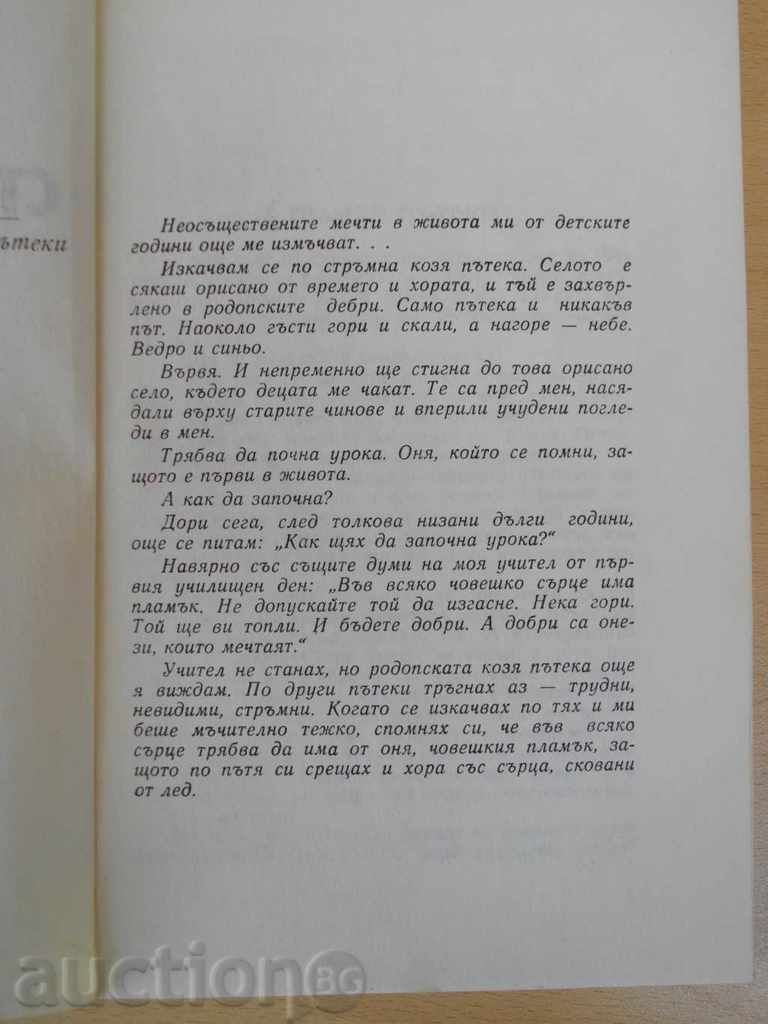 ътеки
Неосъществените мечти в живота ми от детските
години още ме измъчват. . .
Изкачвам се по стръмна козя пътека. Селото е
сякаш орисано от времето и хората, и тъй е захвър-
лено в родопските дебри. Само пътека и никакъв
път. Наоколо гъсти гори и скали, а нагоре — небе.
Ведро и синьо.
Вървя. И непременно ще стигна до това орисано
село, където децата ме чакат. Те са пред мен, нася-
дали върху старите чинове и вперили учудени погле-
ди в мен.
Трябва да почна урока. Оня, който се помни, за-
щото е първи в живота.
А как да започна?
Дори сега, след толкова низани дълги години,
още се питам: „Как щях да започна урока?“
Навярно със същите думи на моя учител от пър-
вия училищен ден: „Във всяко човешко сърце има
пламък. Не допускайте той да изгасне. Нека гори.
Той ще ви топли. И бъдете добри. А добри са оне-
зи, които мечтаят.“
Учител не станах, но родопската козя пътека още
я виждам. По други пътеки тръгнах аз — трудни,
невидими, стръмни. Когато се изкачвах по тях и ми
беше мъчително тежко, спомнях си, че във всяко
сърце трябва да има от оня, човешкия пламък, за-
щото по пътя си срещах и хора със сърца, сковани
от лед.
auctionBG